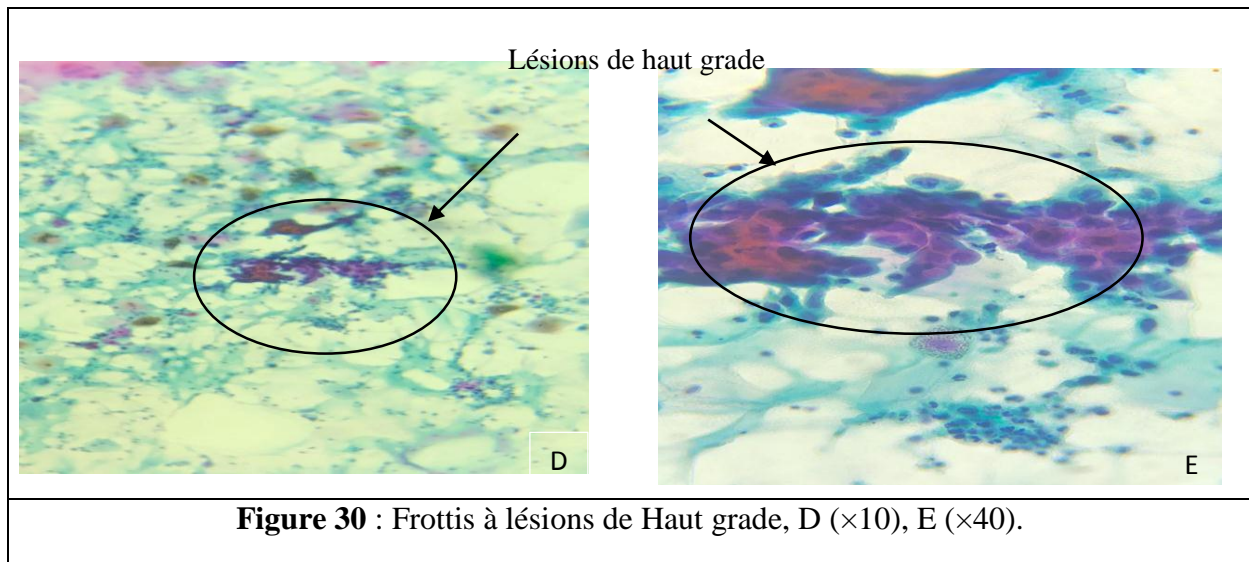 Lésions de haut grade
D
E
Figure 30 : Frottis à lésions de Haut grade, D (×10), E (×40).